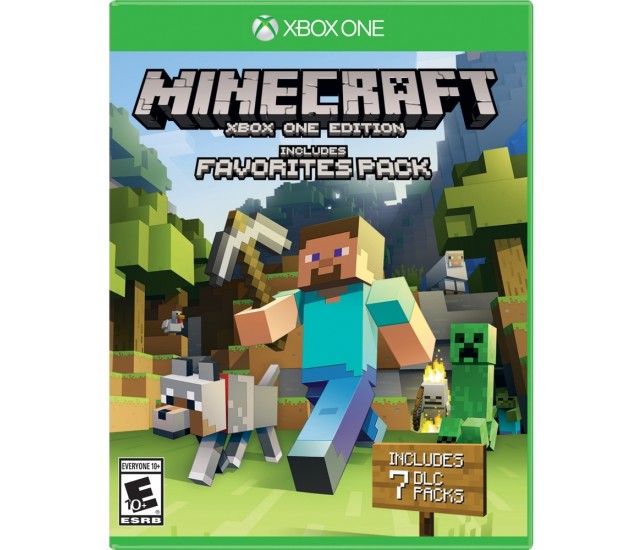 XBOX ONE
MINECRAFT
XBOX ONE EDITION
INCLUDES
FAVORITES PACK
INCLUDES
7 DLC
PACKS
EVERYONE 10+
E
10+
ESRB